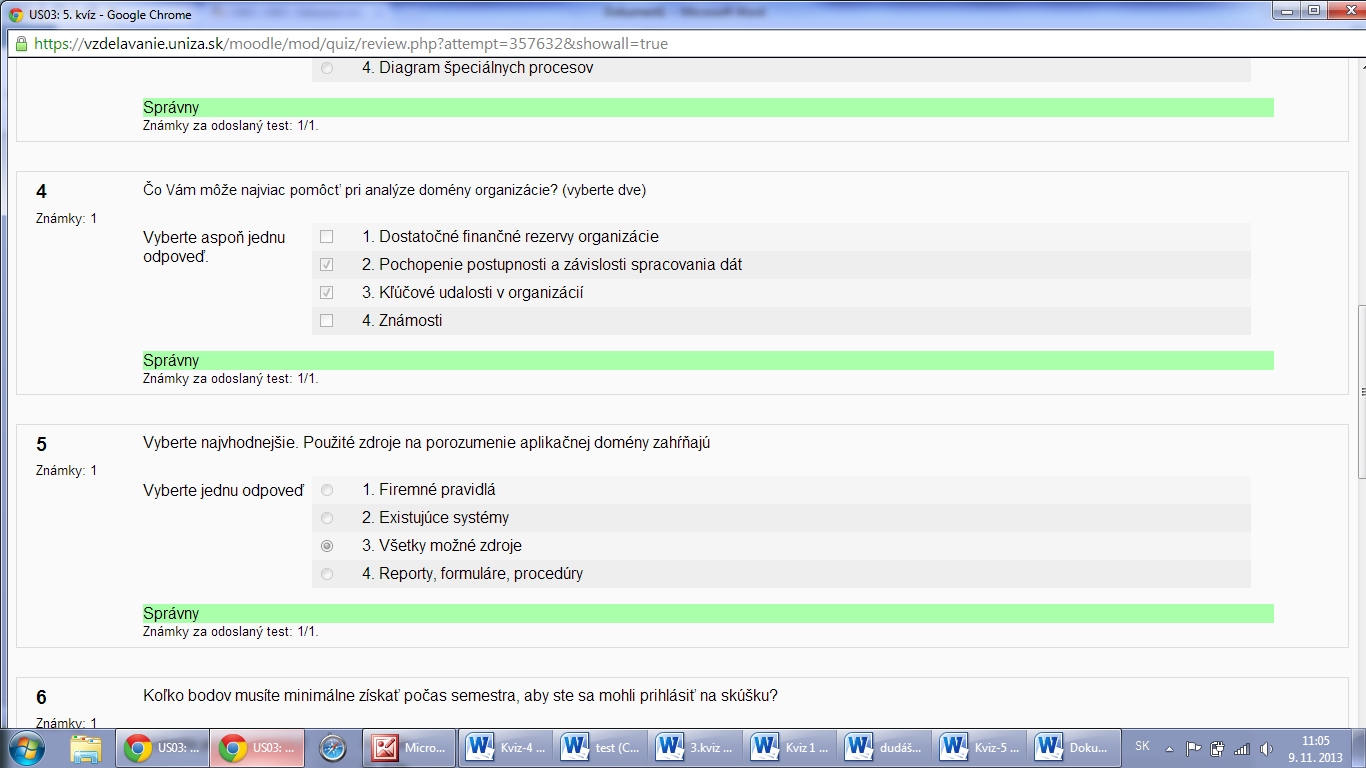 US03: 5. kvíz - Google Chrome
https://vzdelavanie.uniza.sk/moodle/mod/quiz/review.php?attempt=357632&showall=true
4. Diagram špeciálnych procesov
Správny
Známky za odoslaný test: 1/1.
4
Známky: 1
Čo Vám môže najviac pomôcť pri analýze domény organizácie? (vyberte dve)
Vyberte aspoň jednu
odpoveď.
1. Dostatočné finančné rezervy organizácie
2. Pochopenie postupnosti a závislosti spracovania dát
3. Kľúčové udalosti v organizácií
4. Známosti
Správny
Známky za odoslaný test: 1/1.
5
Známky: 1
Vyberte najvhodnejšie. Použité zdroje na porozumenie aplikačnej domény zahŕňajú
Vyberte jednu odpoveď
1. Firemné pravidlá
2. Existujúce systémy
3. Všetky možné zdroje
4. Reporty, formuláre, procedúry
Správny
Známky za odoslaný test: 1/1.
6
Známky: 1
Koľko bodov musíte minimálne získať počas semestra, aby ste sa mohli prihlásiť na skúšku?
US03: ...
US03: ...
Micro...
Kviz-4 ...
test (C...
3.kviz ...
Kviz 1 ...
dudáš...
Kviz-5 ...
Doku...
SK
11:05
9. 11. 2013